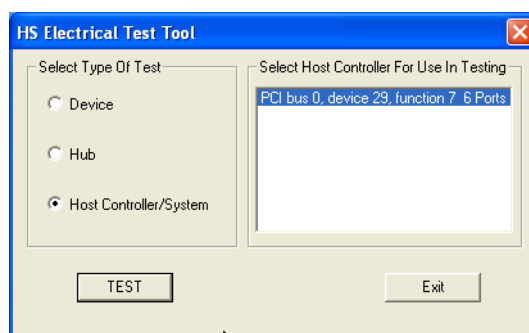 HS Electrical Test Tool
Select Type Of Test
Select Host Controller For Use In Testing
Device
PCI bus 0, device 29, function 7 6 Ports
Hub
Host Controller/System
TEST
Exit